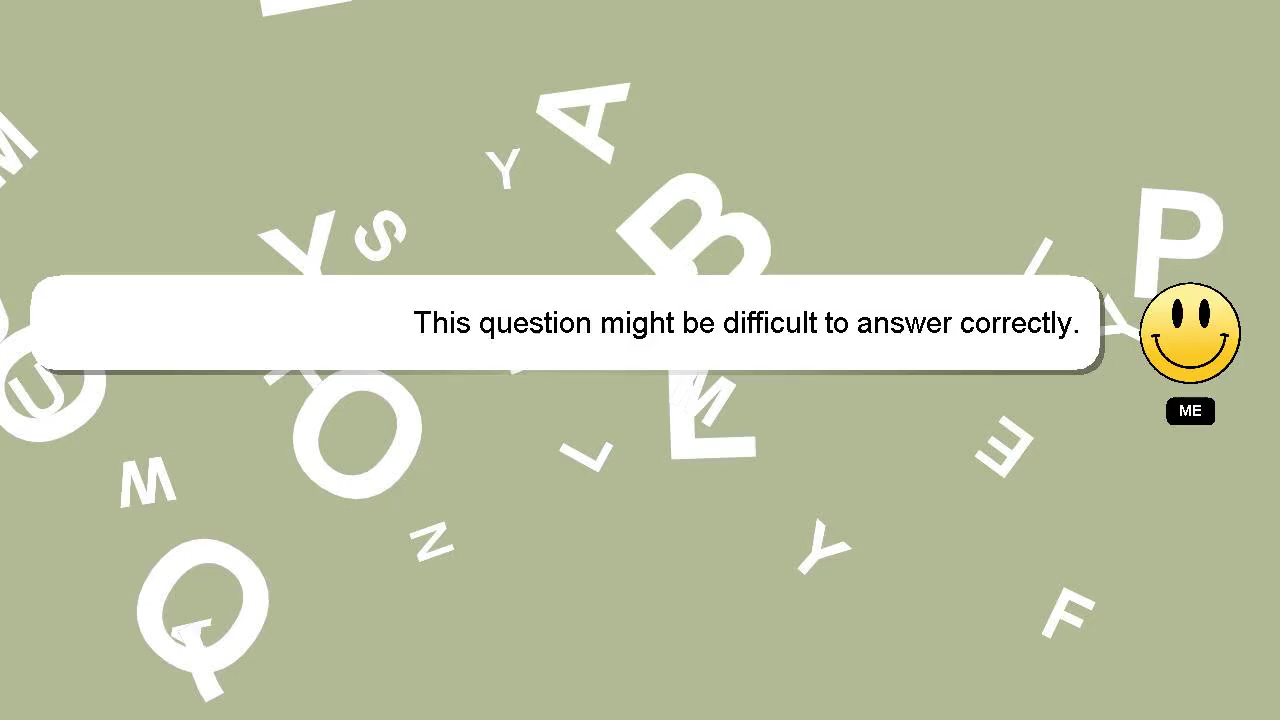 This question might be difficult to answer correctly.
ME
M
A
Y
B
Y
S
P
I
Y
U
O
L
M
E
L
W
N
Y
Q
T
F